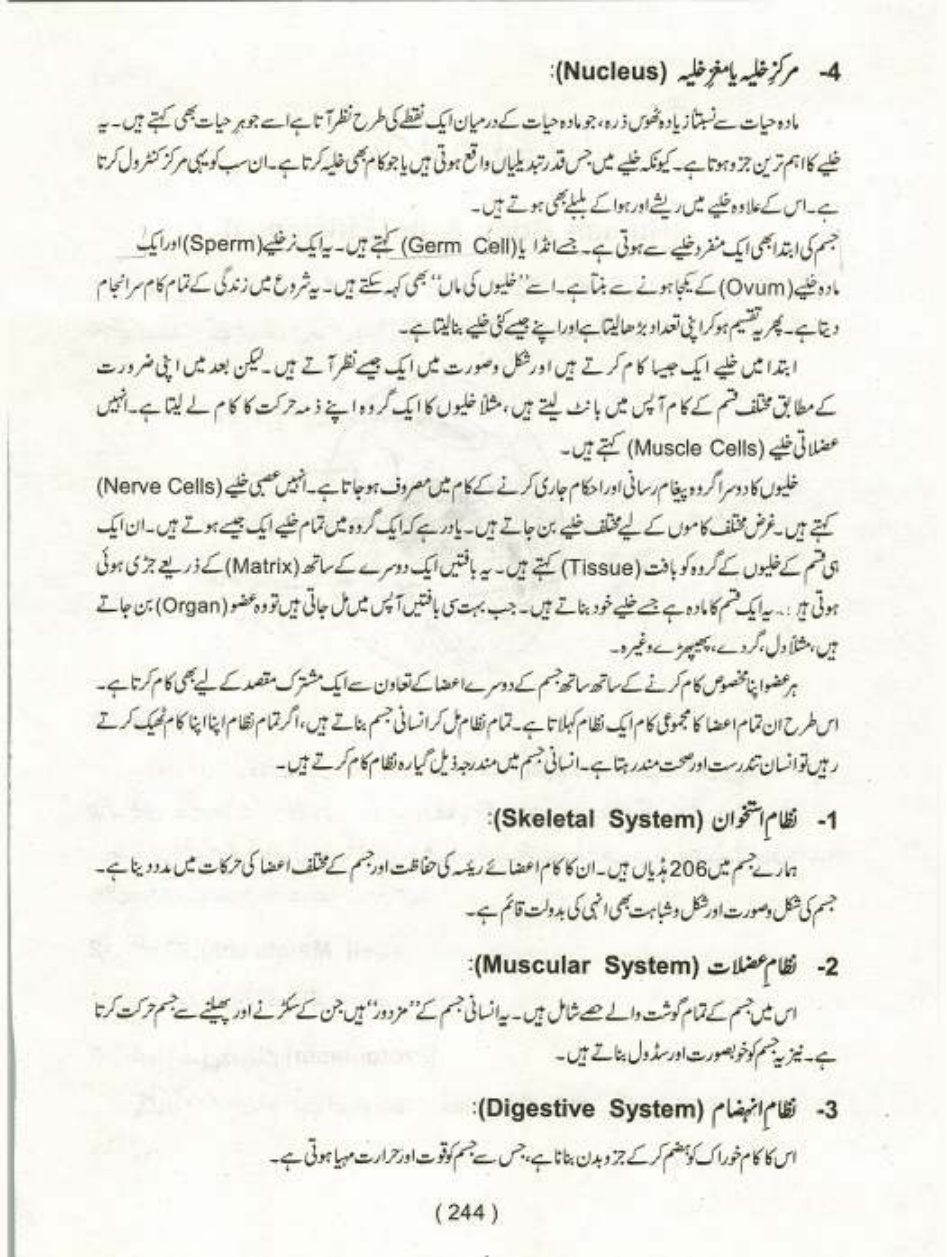 4- مرکزِ خلیہ یا مغزِ خلیہ (Nucleus):
مادہ حیات سے نسبتاً زیادہ ٹھوس ذرہ، جو مادہ حیات کے درمیان ایک نقطے کی طرح نظر آتا ہے اسے جوہرِ حیات بھی کہتے ہیں۔ یہ
خلیے کا اہم ترین جزو ہوتا ہے۔ کیونکہ خلیے میں جس قدر تبدیلیاں واقع ہوتی ہیں یا جو کام بھی خلیہ کرتا ہے۔ ان سب کو یہی مرکز کنٹرول کرتا
ہے۔ اس کے علاوہ خلیے میں ریشے اور ہوا کے بلبلے بھی ہوتے ہیں۔
جسم کی ابتدا بھی ایک منفرد خلیے سے ہوتی ہے۔ جسے انڈا یا (Germ Cell) کہتے ہیں۔ یہ ایک نر خلیے (Sperm) اور ایک
مادہ خلیے (Ovum) کے یکجا ہونے سے بنتا ہے۔ اسے ”خلیوں کی ماں“ بھی کہہ سکتے ہیں۔ یہ شروع میں زندگی کے تمام کام سرانجام
دیتا ہے۔ پھر یہ تقسیم ہو کر اپنی تعداد بڑھا لیتا ہے اور اپنے جیسے کئی خلیے بنا لیتا ہے۔
ابتدا میں خلیے ایک جیسا کام کرتے ہیں اور شکل و صورت میں ایک جیسے نظر آتے ہیں۔ لیکن بعد میں اپنی ضرورت
کے مطابق مختلف قسم کے کام آپس میں بانٹ لیتے ہیں، مثلاً خلیوں کا ایک گروہ اپنے ذمہ حرکت کا کام لے لیتا ہے۔ انہیں
عضلاتی خلیے (Muscle Cells) کہتے ہیں۔
خلیوں کا دوسرا گروہ پیغام رسانی اور احکام جاری کرنے کے کام میں مصروف ہو جاتا ہے۔ انہیں عصبی خلیے (Nerve Cells)
کہتے ہیں۔ غرض مختلف کاموں کے لیے مختلف خلیے بن جاتے ہیں۔ یاد رہے کہ ایک گروہ میں تمام خلیے ایک جیسے ہوتے ہیں۔ ان ایک
ہی قسم کے خلیوں کے گروہ کو بافت (Tissue) کہتے ہیں۔ یہ بافتیں ایک دوسرے کے ساتھ (Matrix) کے ذریعے جڑی ہوئی
ہوتی ہیں۔ یہ ایک قسم کا مادہ ہے جسے خلیے خود بناتے ہیں۔ جب بہت سی بافتیں آپس میں مل جاتی ہیں تو وہ عضو (Organ) بن جاتے
ہیں، مثلاً دل، گردے، پھیپھڑے وغیرہ۔
ہر عضو اپنا مخصوص کام کرنے کے ساتھ ساتھ جسم کے دوسرے اعضا کے تعاون سے ایک مشترک مقصد کے لیے بھی کام کرتا ہے۔
اس طرح ان تمام اعضا کا مجموعی کام ایک نظام کہلاتا ہے۔ تمام نظام مل کر انسانی جسم بناتے ہیں، اگر تمام نظام اپنا اپنا کام ٹھیک کرتے
رہیں تو انسان تندرست اور صحت مند رہتا ہے۔ انسانی جسم میں مندرجہ ذیل گیارہ نظام کام کرتے ہیں۔
1- نظامِ استخوان (Skeletal System):
ہمارے جسم میں 206 ہڈیاں ہیں۔ ان کا کام اعضائے رئیسہ کی حفاظت اور جسم کے مختلف اعضا کی حرکات میں مدد دینا ہے۔
جسم کی شکل و صورت اور شکل و شباہت بھی انہی کی بدولت قائم ہے۔
2- نظامِ عضلات (Muscular System):
اس میں جسم کے تمام گوشت والے حصے شامل ہیں۔ یہ انسانی جسم کے ”مزدور“ ہیں جن کے سکڑنے اور پھیلنے سے جسم حرکت کرتا
ہے۔ نیز یہ جسم کو خوبصورت اور سڈول بناتے ہیں۔
3- نظامِ انہضام (Digestive System):
اس کا کام خوراک کو ہضم کر کے جزو بدن بنانا ہے، جس سے جسم کو قوت اور حرارت مہیا ہوتی ہے۔
(244)